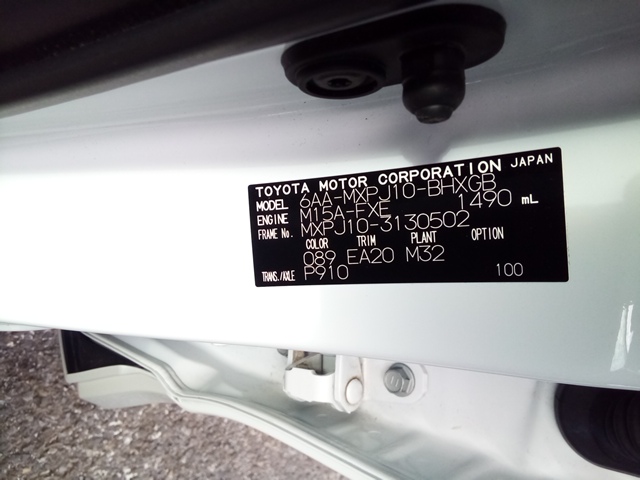 TOYOTA MOTOR CORPORATION JAPAN
MODEL 6AA-MXPJ10-BHXGB
ENGINE M15A-FXE 1490 mL
FRAME No. MXPJ10-3130502
COLOR TRIM PLANT OPTION
089 EA20 M32
TRANS./AXLE P910 100